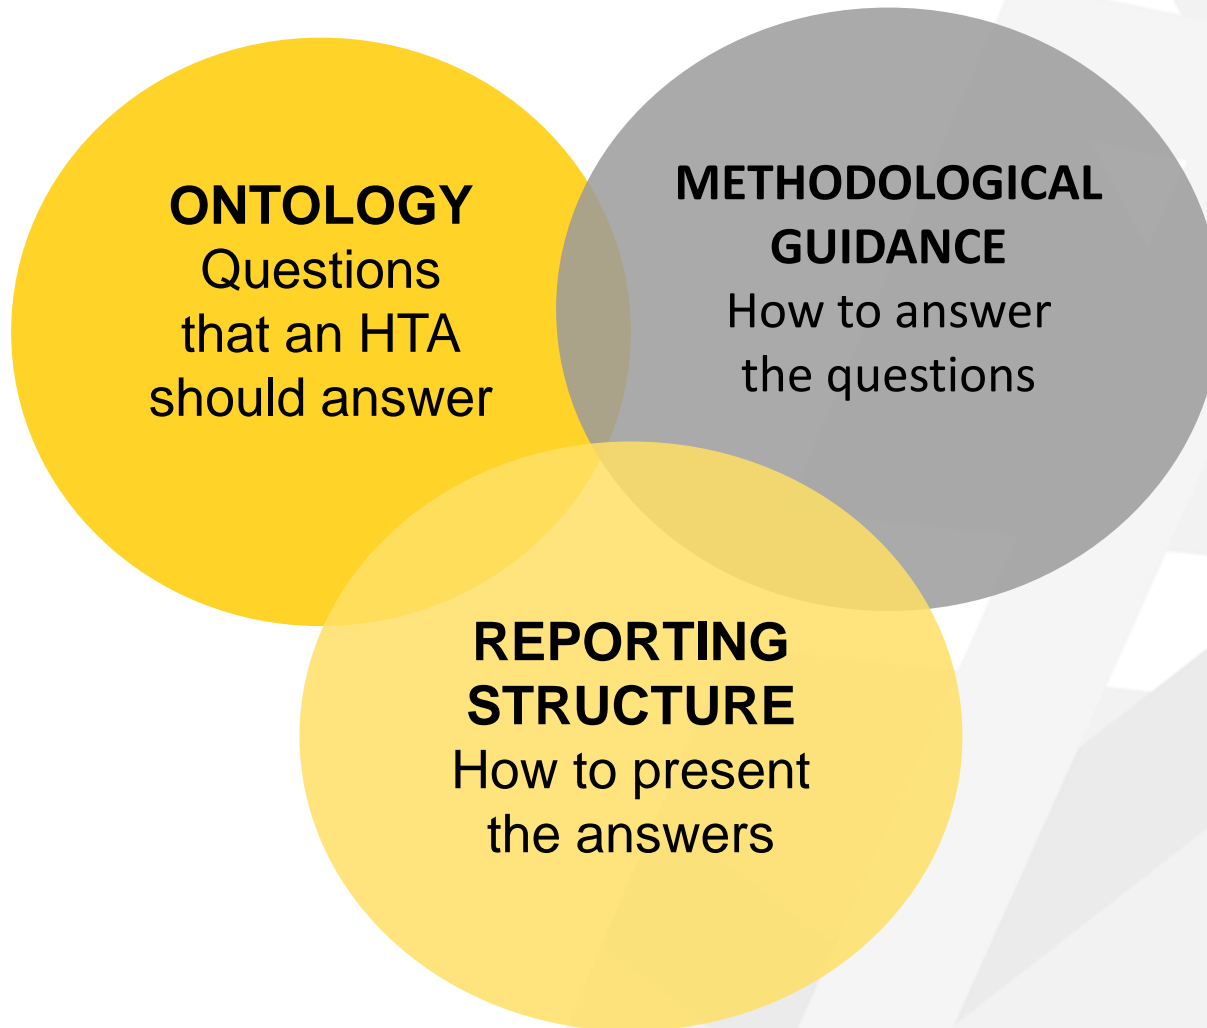 ONTOLOGY
Questions
that an HTA
should answer
METHODOLOGICAL
GUIDANCE
How to answer
the questions
REPORTING
STRUCTURE
How to present
the answers